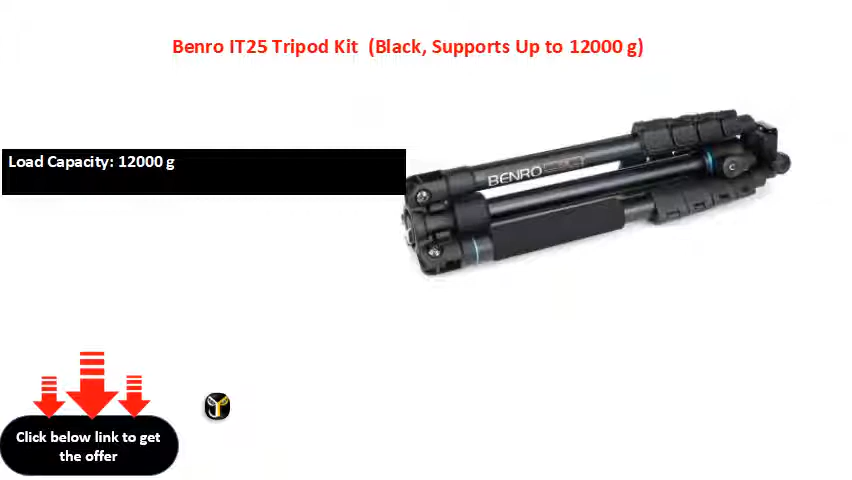 Benro IT25 Tripod Kit (Black, Supports Up to 12000 g)
Load Capacity: 12000 g
BENRO
Click below link to get
the offer